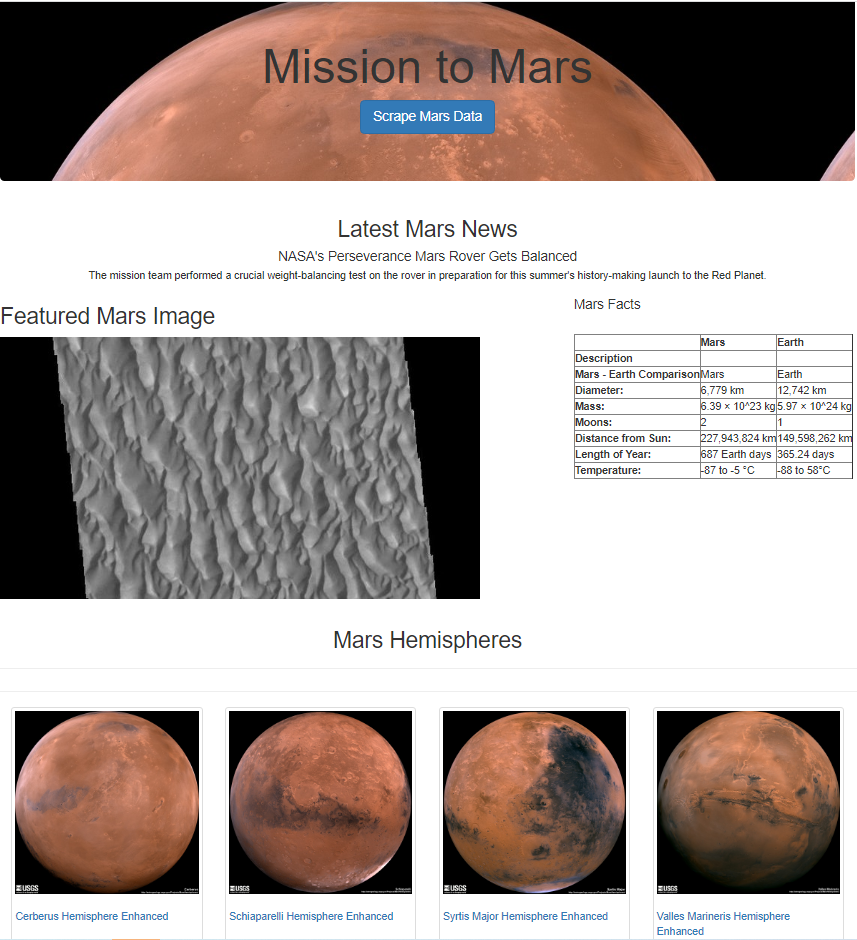 Mission to Mars
Scrape Mars Data
Latest Mars News
NASA's Perseverance Mars Rover Gets Balanced
The mission team performed a crucial weight-balancing test on the rover in preparation for this summer's history-making launch to the Red Planet.
Featured Mars Image
Mars Facts
Mars Earth
Description
Mars - Earth Comparison Mars Earth
Diameter: 6,779 km 12,742 km
Mass: 6.39 × 10^23 kg 5.97 × 10^24 kg
Moons: 2 1
Distance from Sun: 227,943,824 km 149,598,262 km
Length of Year: 687 Earth days 365.24 days
Temperature: -87 to -5 °C -88 to 58°C
Mars Hemispheres
USGS USGS USGS USGS
Cerberus Hemisphere Enhanced
Schiaparelli Hemisphere Enhanced
Syrtis Major Hemisphere Enhanced
Valles Marineris Hemisphere
Enhanced